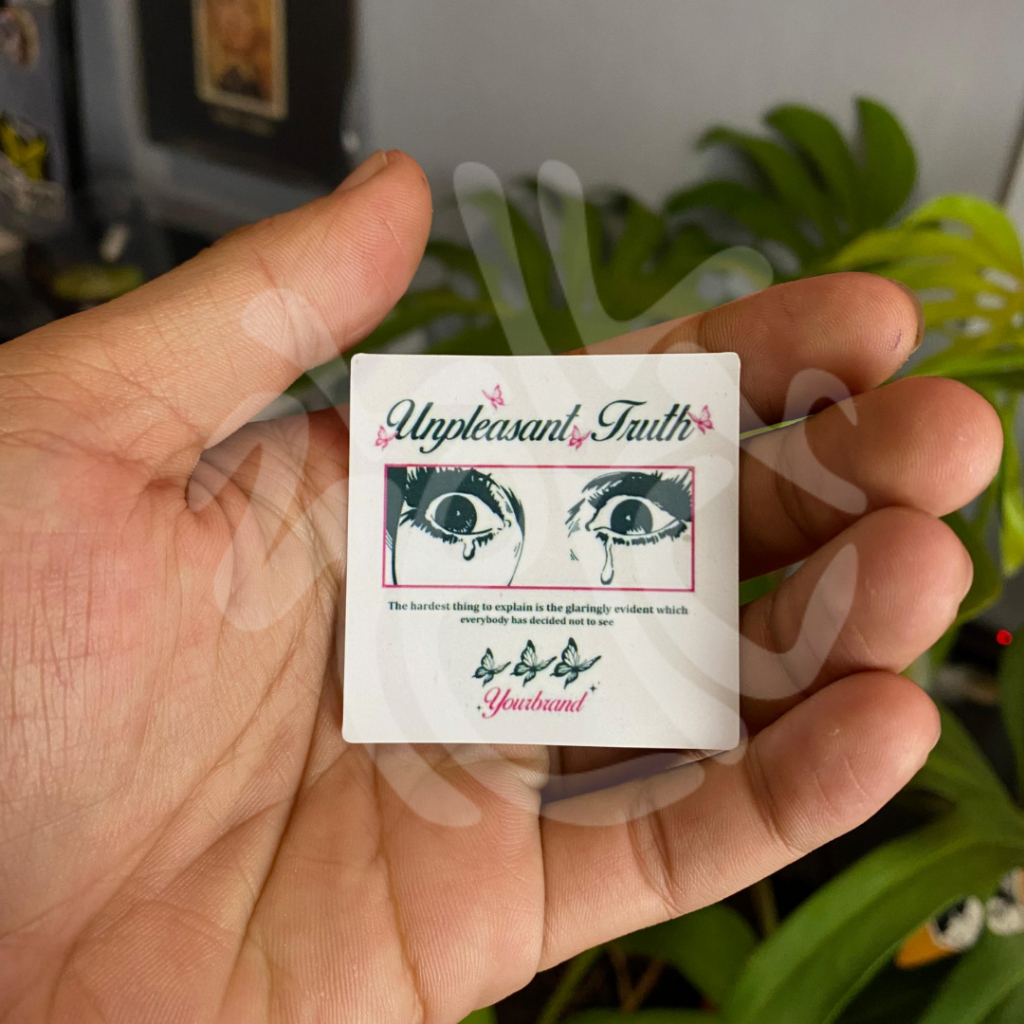 Unpleasant Truth
The hardest thing to explain is the glaringly evident which
everybody has decided not to see
Yourbrand